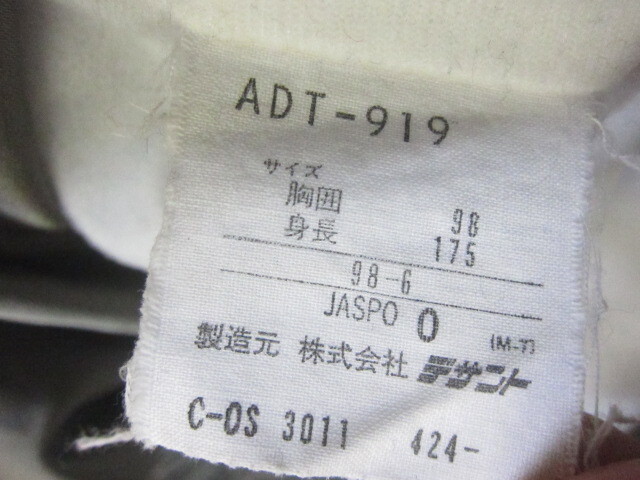 ADT-919
サイズ
胸囲 98
身長 175
98-6
JASPO O (M-7)
製造元 株式会社 デサント
C-OS 3011 424-